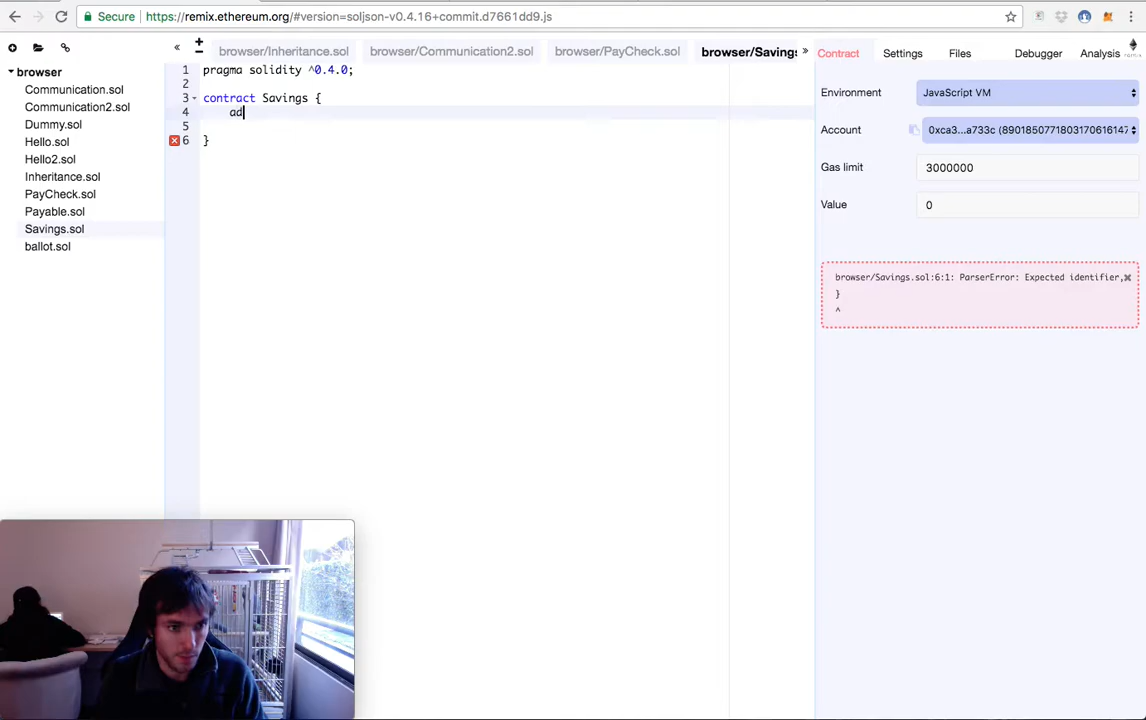 Secure https://remix.ethereum.org/#version=soljson-v0.4.16+commit.d7661dd9.js
« + browser/Inheritance.sol browser/Communication2.sol browser/PayCheck.sol browser/Savings »
Contract Settings Files Debugger Analysis
browser
Communication.sol
Communication2.sol
Dummy.sol
Hello.sol
Hello2.sol
Inheritance.sol
PayCheck.sol
Payable.sol
Savings.sol
ballot.sol
1 pragma solidity ^0.4.0;
2
3 contract Savings {
4 ad
5
6 }
Environment JavaScript VM
Account 0xca3...a733c (8901850771803170616147
Gas limit 3000000
Value 0
browser/Savings.sol:6:1: ParserError: Expected identifier,
}
^